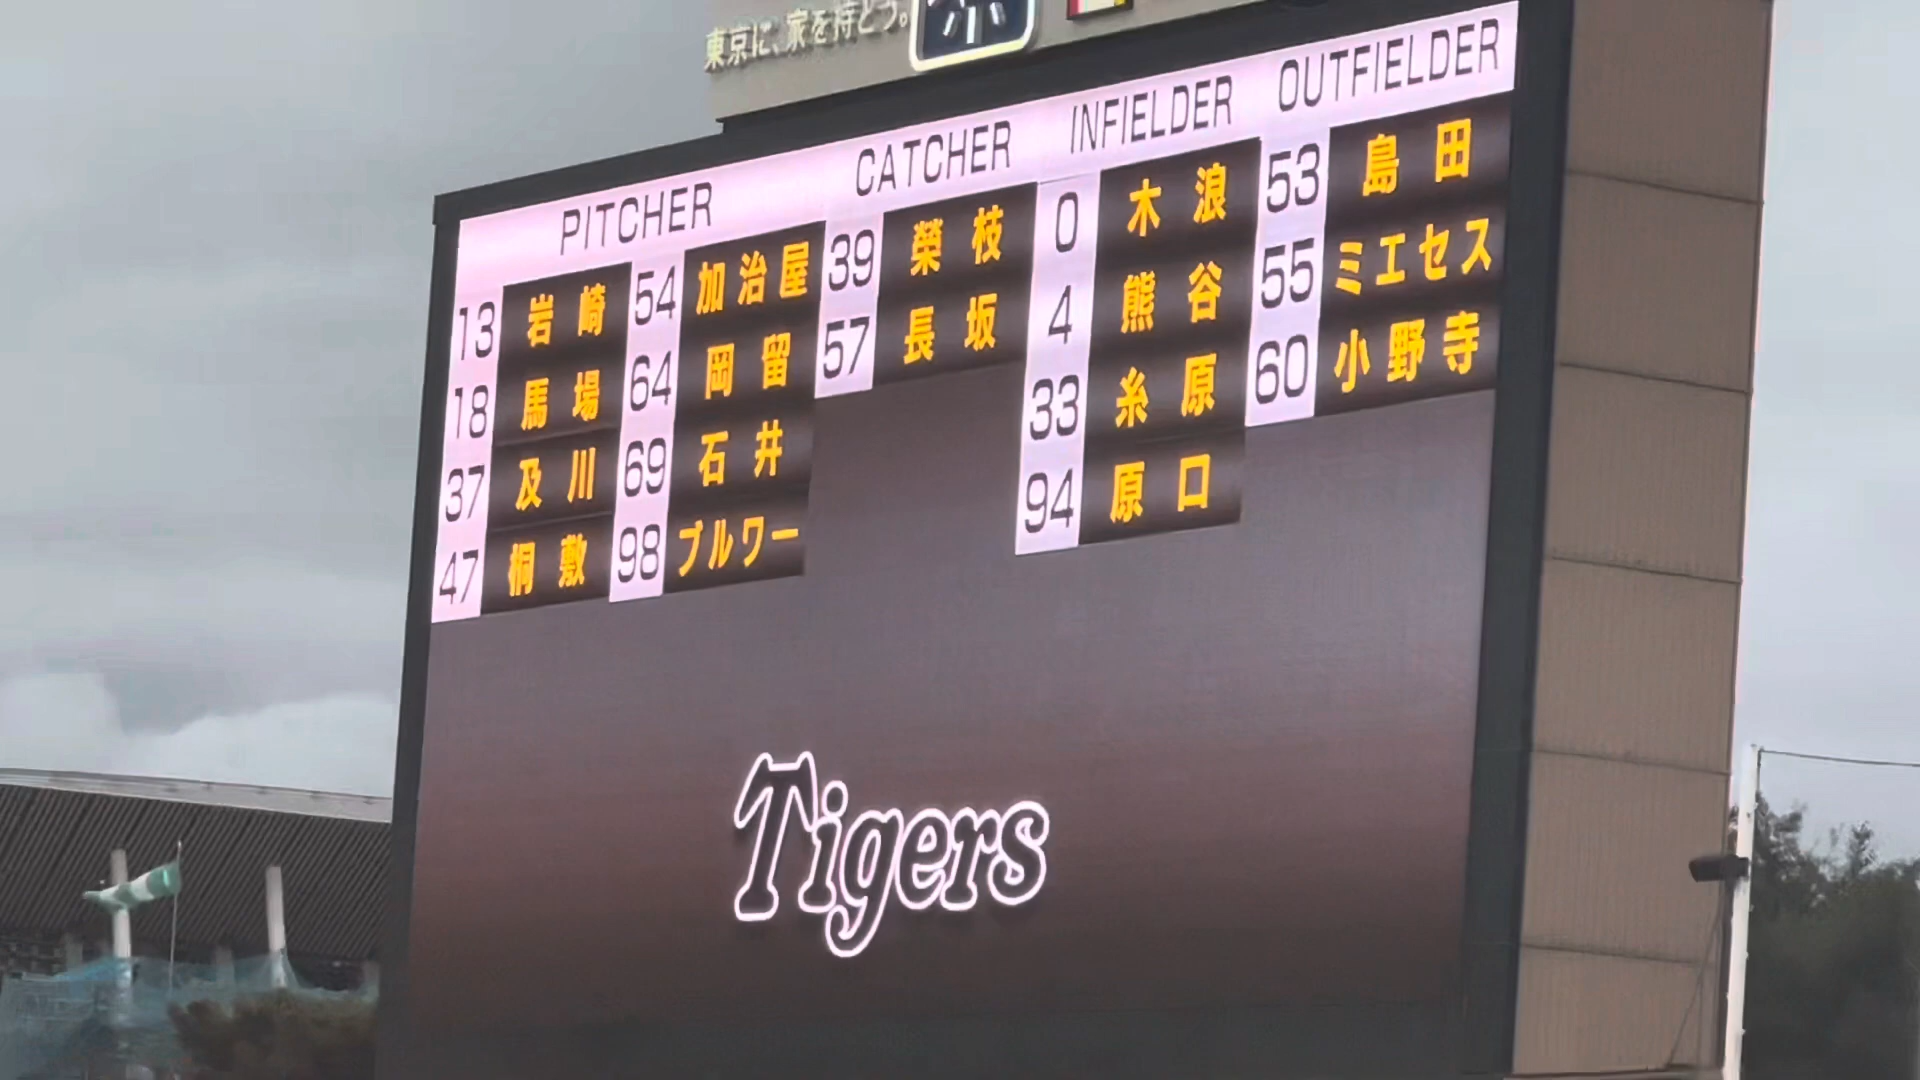 東京に、家を持とう。
PITCHER CATCHER INFIELDER OUTFIELDER
13 岩崎 54 加治屋 39 榮枝 0 木浪 53 島田
18 馬場 64 岡留 57 長坂 4 熊谷 55 ミエセス
37 及川 69 石井 33 糸原 60 小野寺
47 桐敷 98 ブルワー 94 原口
Tigers